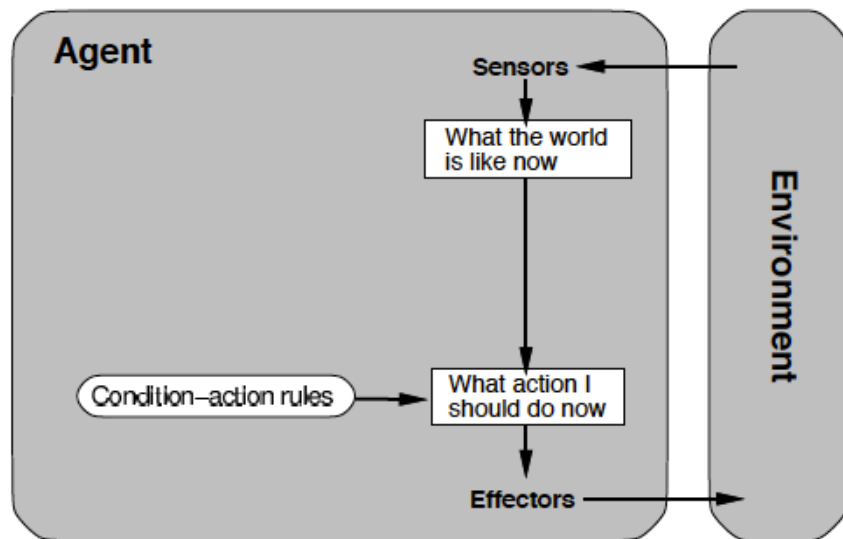 Agent
Sensors
What the world
is like now
Environment
Condition–action rules
What action I
should do now
Effectors